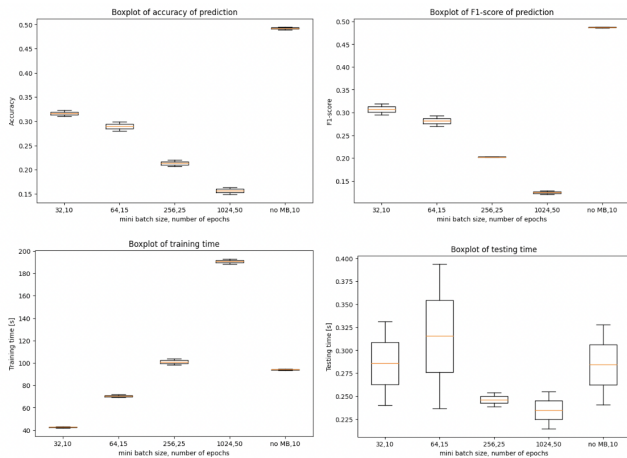 Boxplot of accuracy of prediction
0.50
0.45
0.40
0.35
0.30
0.25
0.20
0.15
Accuracy
32,10 64,15 256,25 1024,50 no MB,10
mini batch size, number of epochs
Boxplot of F1-score of prediction
0.50
0.45
0.40
0.35
0.30
0.25
0.20
0.15
F1-score
32,10 64,15 256,25 1024,50 no MB,10
mini batch size, number of epochs
Boxplot of training time
200
180
160
140
120
100
80
60
40
Training time [s]
32,10 64,15 256,25 1024,50 no MB,10
mini batch size, number of epochs
Boxplot of testing time
0.400
0.375
0.350
0.325
0.300
0.275
0.250
0.225
Testing time [s]
32,10 64,15 256,25 1024,50 no MB,10
mini batch size, number of epochs